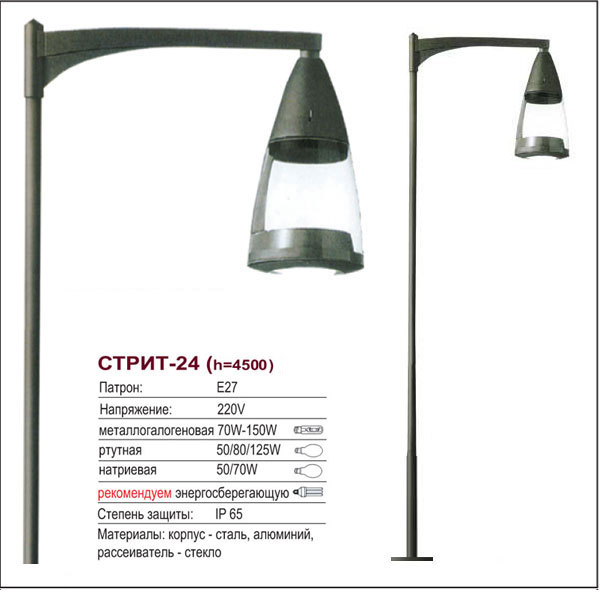 СТРИТ-24 (h=4500)
Патрон: E27
Напряжение: 220V
металлогалогеновая 70W-150W
ртутная 50/80/125W
натриевая 50/70W
рекомендуем энергосберегающую
Степень защиты: IP 65
Материалы: корпус - сталь, алюминий,
рассеиватель - стекло